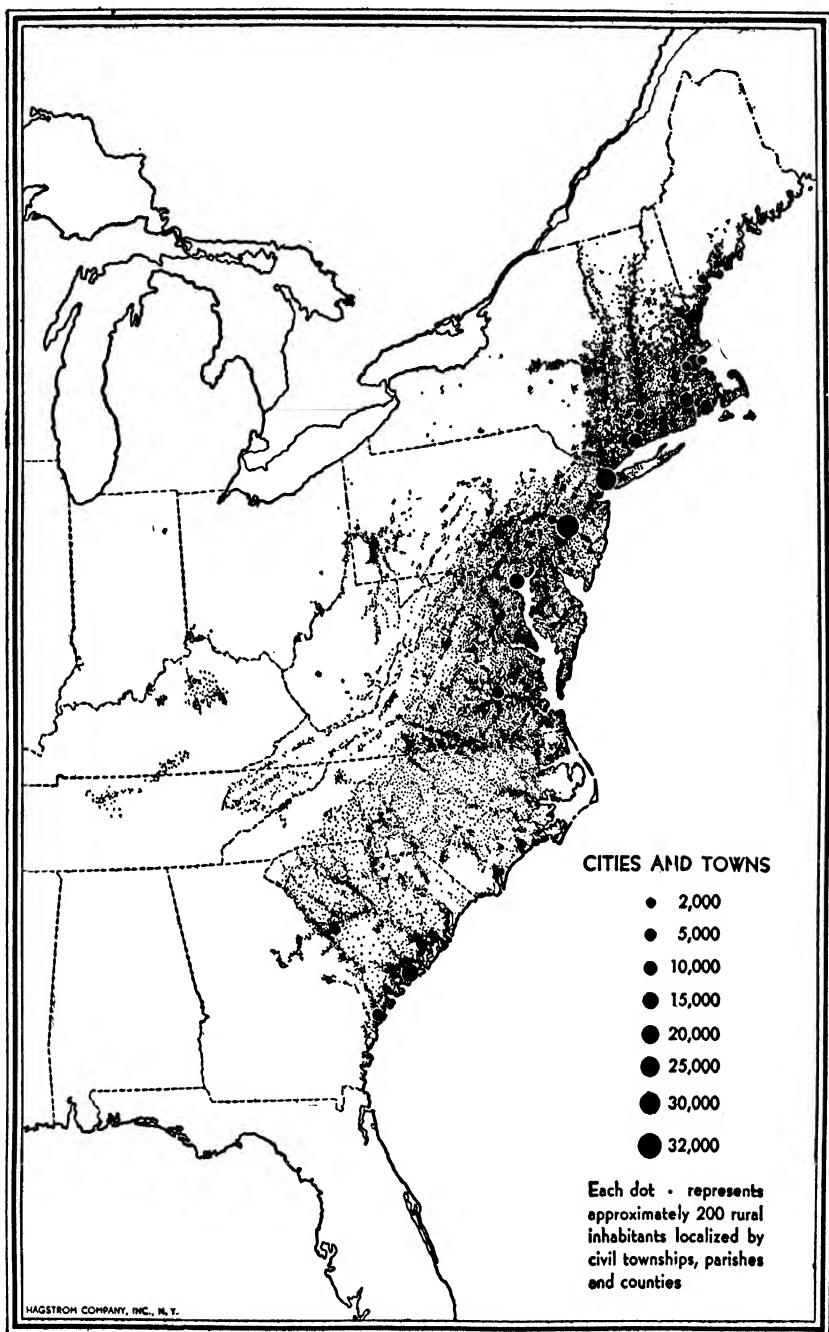 CITIES AND TOWNS
2,000
5,000
10,000
15,000
20,000
25,000
30,000
32,000
Each dot · represents
approximately 200 rural
inhabitants localized by
civil townships, parishes
and counties
HAGSTROM COMPANY, INC., N. Y.